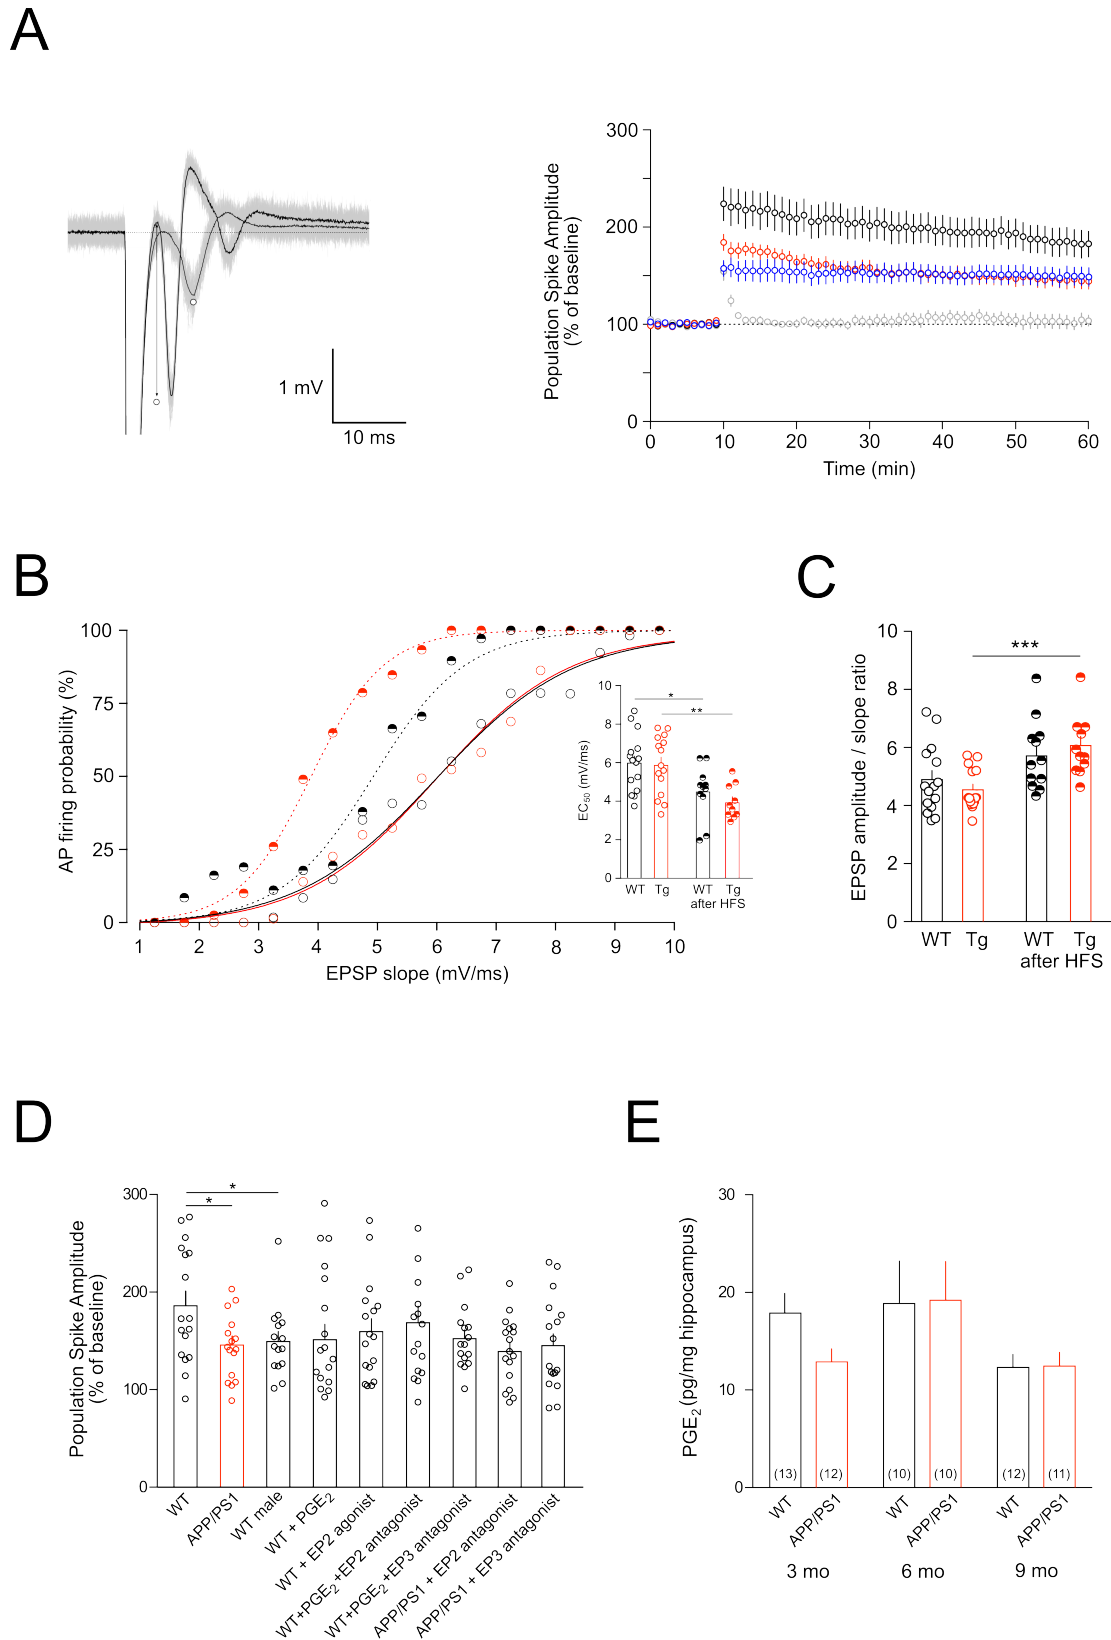 A
1 mV
10 ms
Population Spike Amplitude
(% of baseline)
300
200
100
0
0 10 20 30 40 50 60
Time (min)
B
AP firing probability (%)
100
75
50
25
0
1 2 3 4 5 6 7 8 9 10
EPSP slope (mV/ms)
EC50 (mV/ms)
10
8
6
4
2
0
*
**
WT Tg WT Tg
after HFS
C
EPSP amplitude / slope ratio
10
8
6
4
2
0
***
WT Tg WT Tg
after HFS
D
Population Spike Amplitude
(% of baseline)
300
200
100
0
*
*
WT
APP/PS1
WT male
WT + PGE2
WT + EP2 agonist
WT+PGE2+EP2 antagonist
WT+PGE2+EP3 antagonist
APP/PS1 + EP2 antagonist
APP/PS1 + EP3 antagonist
E
PGE2 (pg/mg hippocampus)
30
20
10
0
(13) (12) (10) (10) (12) (11)
WT APP/PS1 WT APP/PS1 WT APP/PS1
3 mo 6 mo 9 mo